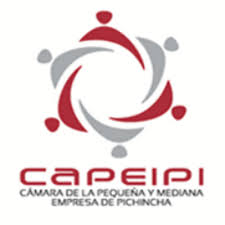 CAPEIPI
CÁMARA DE LA PEQUEÑA Y MEDIANA
EMPRESA DE PICHINCHA